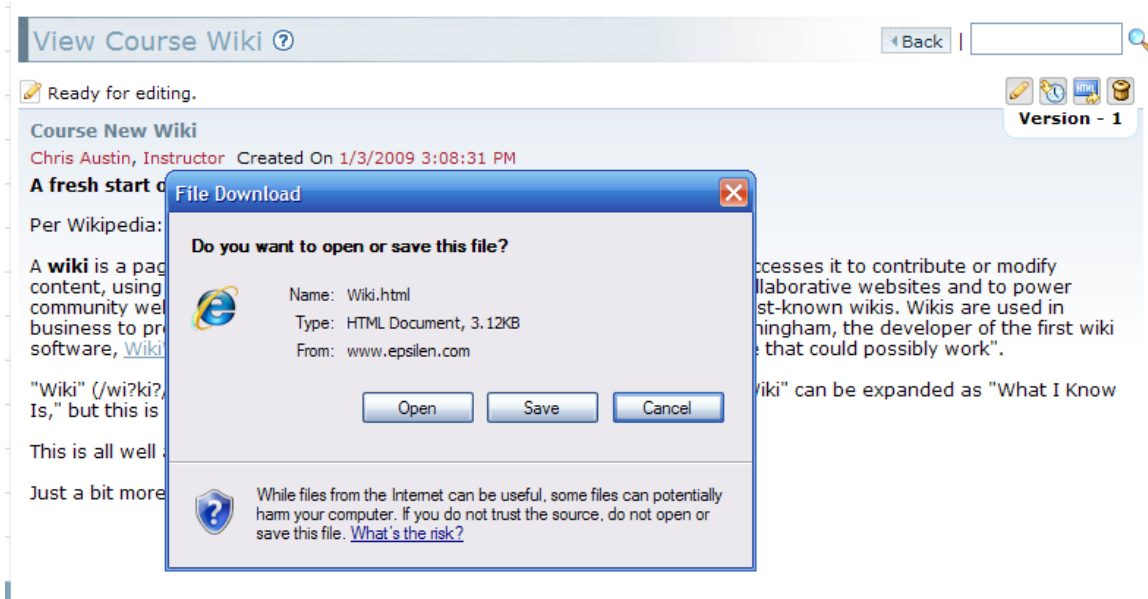 View Course Wiki ?
Back |
Ready for editing.
HTML
Version - 1
Course New Wiki
Chris Austin, Instructor Created On 1/3/2009 3:08:31 PM
A fresh start
Per Wikipedia:
A wiki is a pag ccesses it to contribute or modify
content, using llaborative websites and to power
community wel st-known wikis. Wikis are used in
business to pr ningham, the developer of the first wiki
software, Wiki that could possibly work".
"Wiki" (/wi?ki?/ iki" can be expanded as "What I Know
Is," but this is
This is all well
Just a bit more
File Download
Do you want to open or save this file?
Name: Wiki.html
Type: HTML Document, 3.12KB
From: www.epsilen.com
Open Save Cancel
While files from the Internet can be useful, some files can potentially
harm your computer. If you do not trust the source, do not open or
save this file. What's the risk?